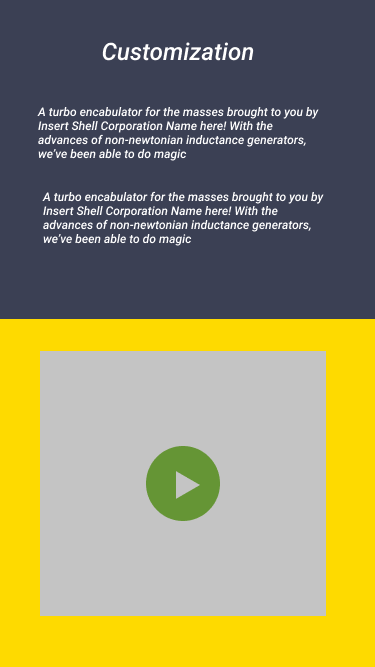 Customization
A turbo encabulator for the masses brought to you by
Insert Shell Corporation Name here! With the
advances of non-newtonian inductance generators,
we've been able to do magic
A turbo encabulator for the masses brought to you by
Insert Shell Corporation Name here! With the
advances of non-newtonian inductance generators,
we've been able to do magic